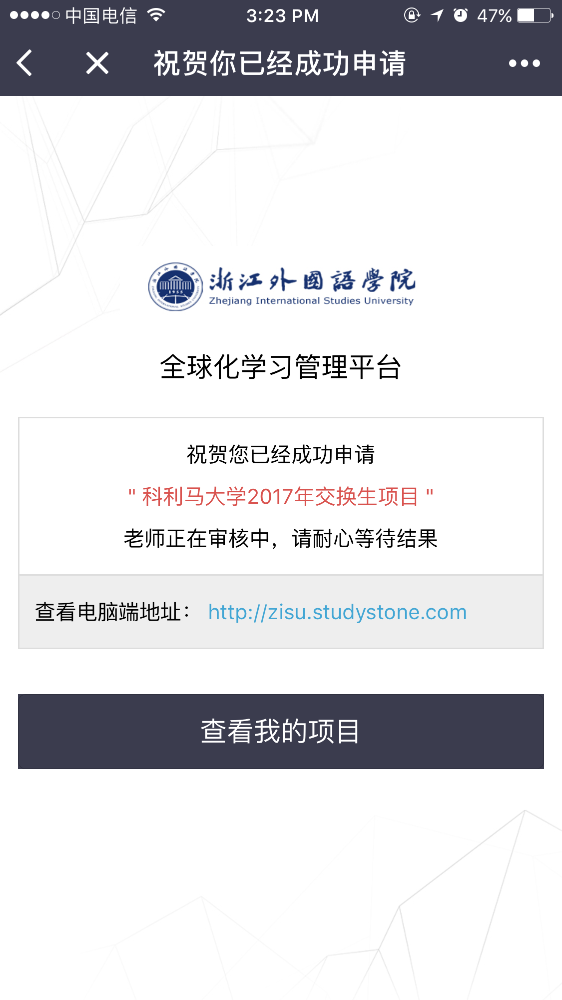 中国电信 3:23 PM 47%
祝贺你已经成功申请
浙江外國語學院
Zhejiang International Studies University
1955
全球化学习管理平台
祝贺您已经成功申请
" 科利马大学2017年交换生项目 "
老师正在审核中，请耐心等待结果
查看电脑端地址： http://zisu.studystone.com
查看我的项目